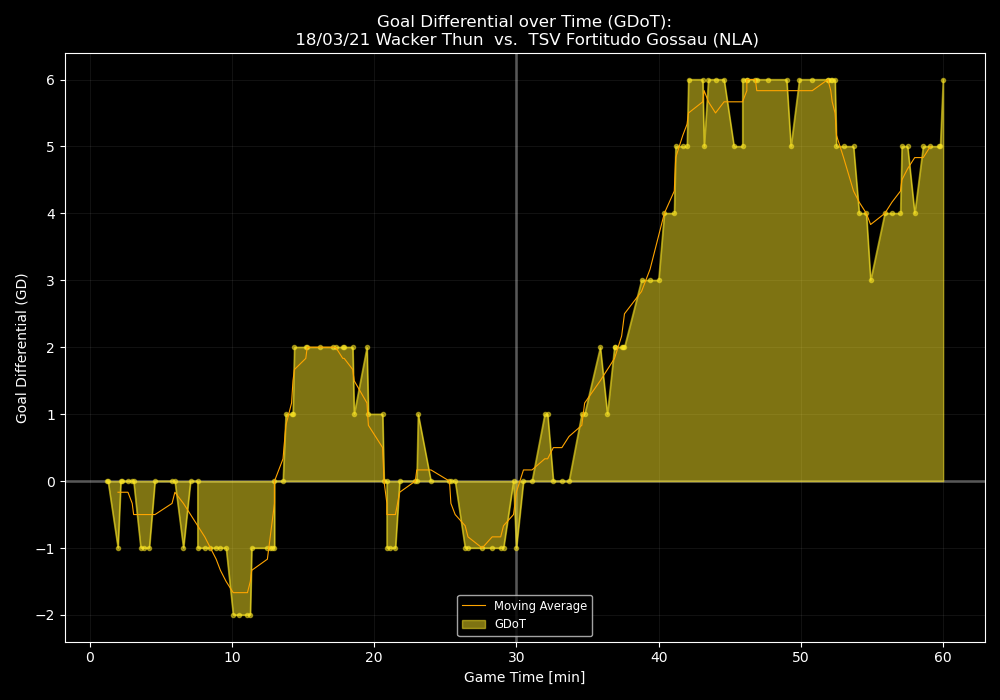 Goal Differential over Time (GDoT):
18/03/21 Wacker Thun  vs.  TSV Fortitudo Gossau (NLA)
6
5
4
3
2
1
0
−1
−2
Goal Differential (GD)
Moving Average
GDoT
0 10 20 30 40 50 60
Game Time [min]